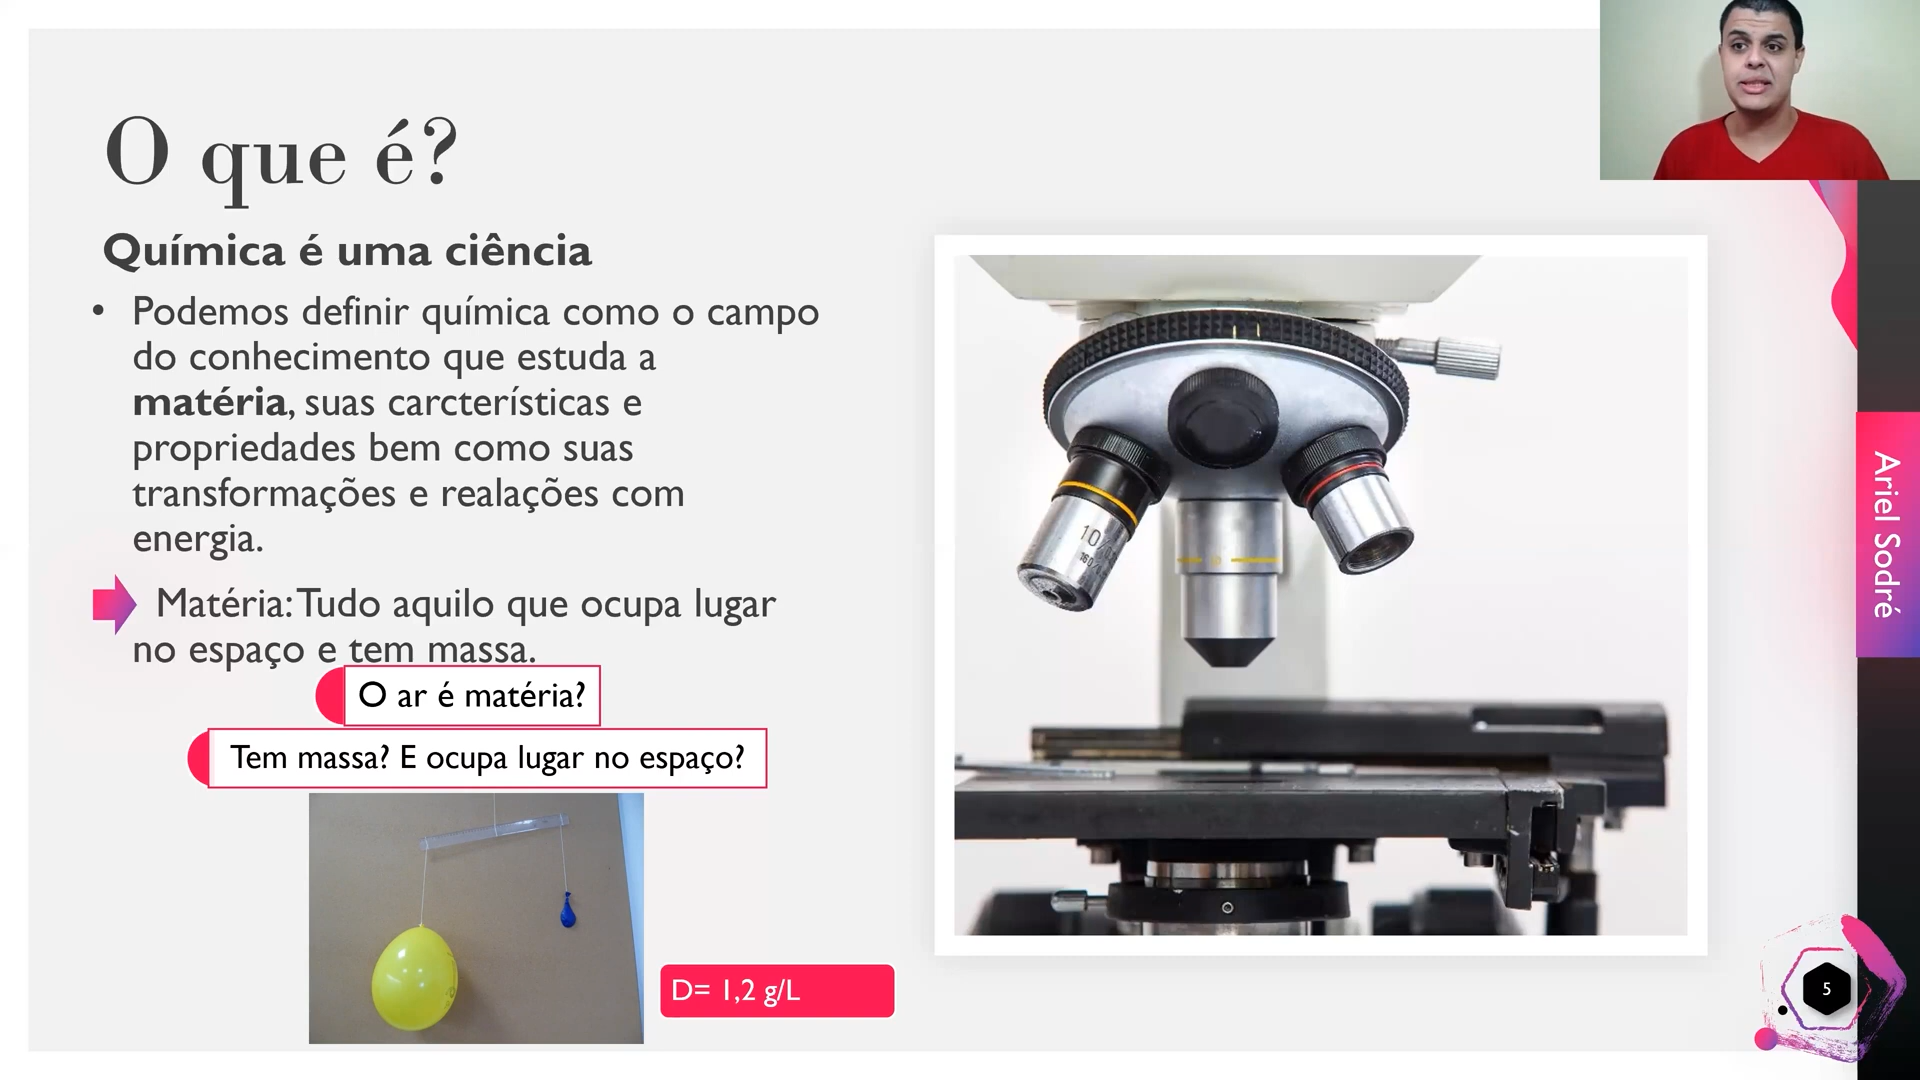 O que é?
Química é uma ciência
• Podemos definir química como o campo
do conhecimento que estuda a
matéria, suas carcterísticas e
propriedades bem como suas
transformações e realações com
energia.
Matéria: Tudo aquilo que ocupa lugar
no espaço e tem massa.
O ar é matéria?
Tem massa? E ocupa lugar no espaço?
D= 1,2 g/L
Ariel Sodré
5